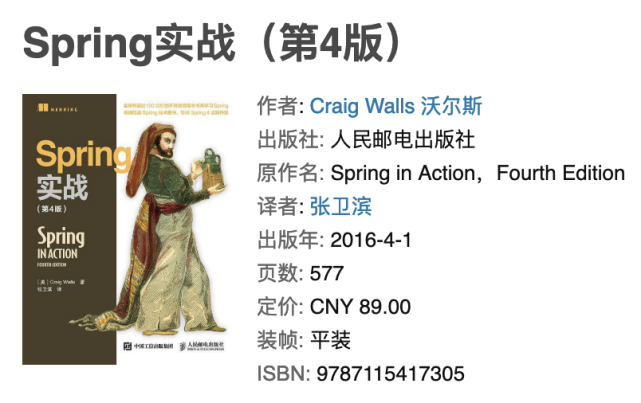 Spring实战（第4版）
MANNING
Spring
实战
（第4版）
Spring
IN ACTION
FOURTH EDITION
［美］Craig Walls 著
张卫滨 译
中国工信出版集团
人民邮电出版社
作者: Craig Walls 沃尔斯
出版社: 人民邮电出版社
原作名: Spring in Action，Fourth Edition
译者: 张卫滨
出版年: 2016-4-1
页数: 577
定价: CNY 89.00
装帧: 平装
ISBN: 9787115417305